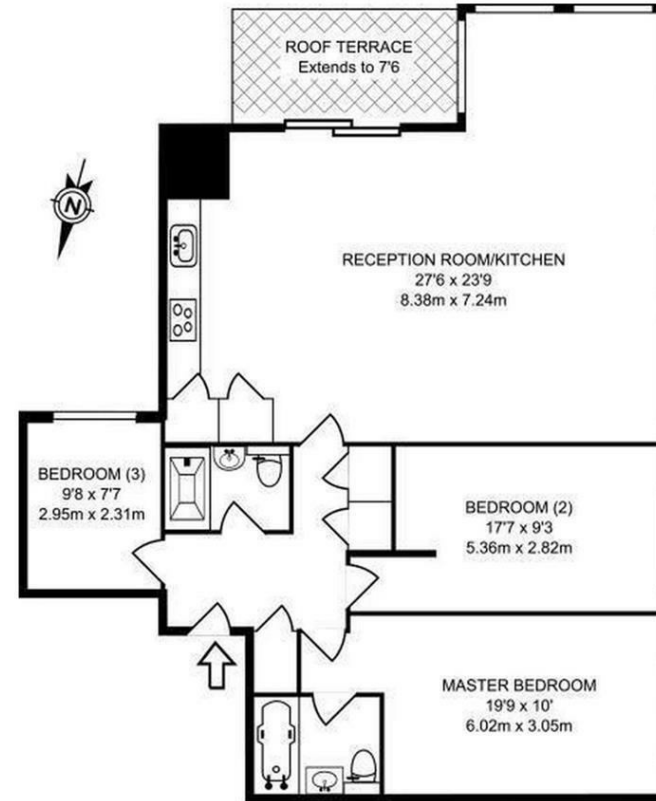 ROOF TERRACE
Extends to 7'6
N
RECEPTION ROOM/KITCHEN
27'6 x 23'9
8.38m x 7.24m
BEDROOM (3)
9'8 x 7'7
2.95m x 2.31m
BEDROOM (2)
17'7 x 9'3
5.36m x 2.82m
MASTER BEDROOM
19'9 x 10'
6.02m x 3.05m